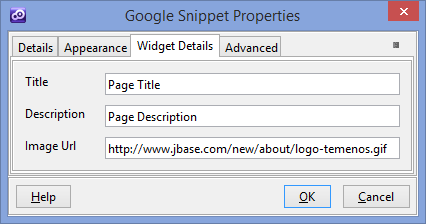 Google Snippet Properties
Details Appearance Widget Details Advanced
Title Page Title
Description Page Description
Image Url http://www.jbase.com/new/about/logo-temenos.gif
Help OK Cancel